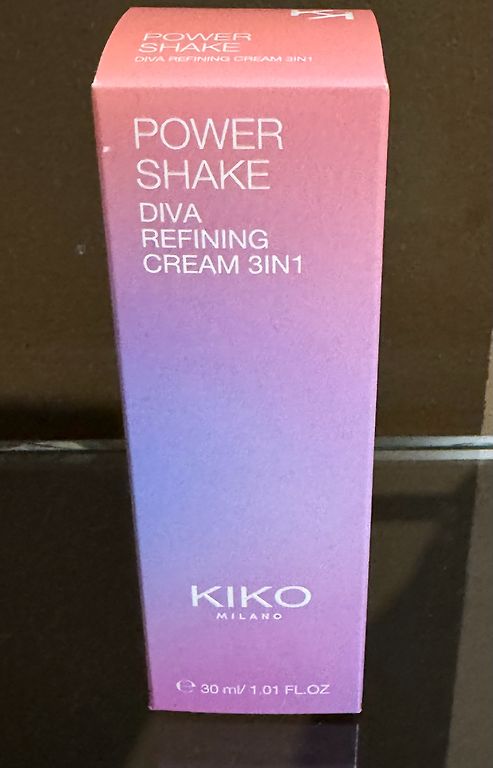 POWER
SHAKE
DIVA REFINING CREAM 3IN1
POWER
SHAKE
DIVA
REFINING
CREAM 3IN1
KIKO
MILANO
℮ 30 ml/ 1.01 FL.OZ